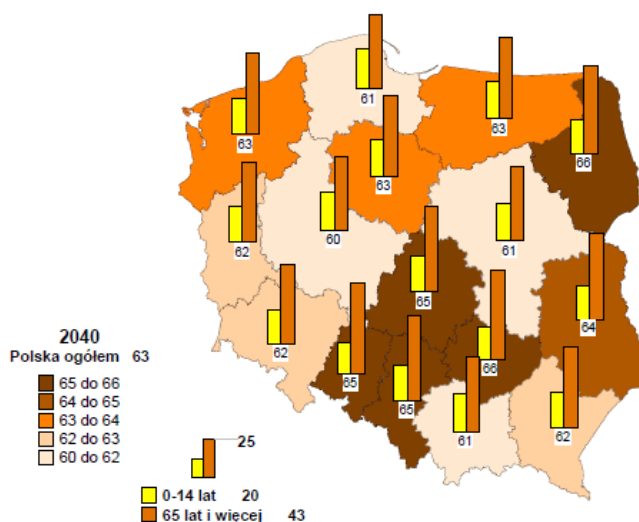 61
63
63
63
66
60
62
61
65
64
62
65
65
66
61
62
2040
Polska ogółem 63
65 do 66
64 do 65
63 do 64
62 do 63
60 do 62
25
0-14 lat 20
65 lat i więcej 43